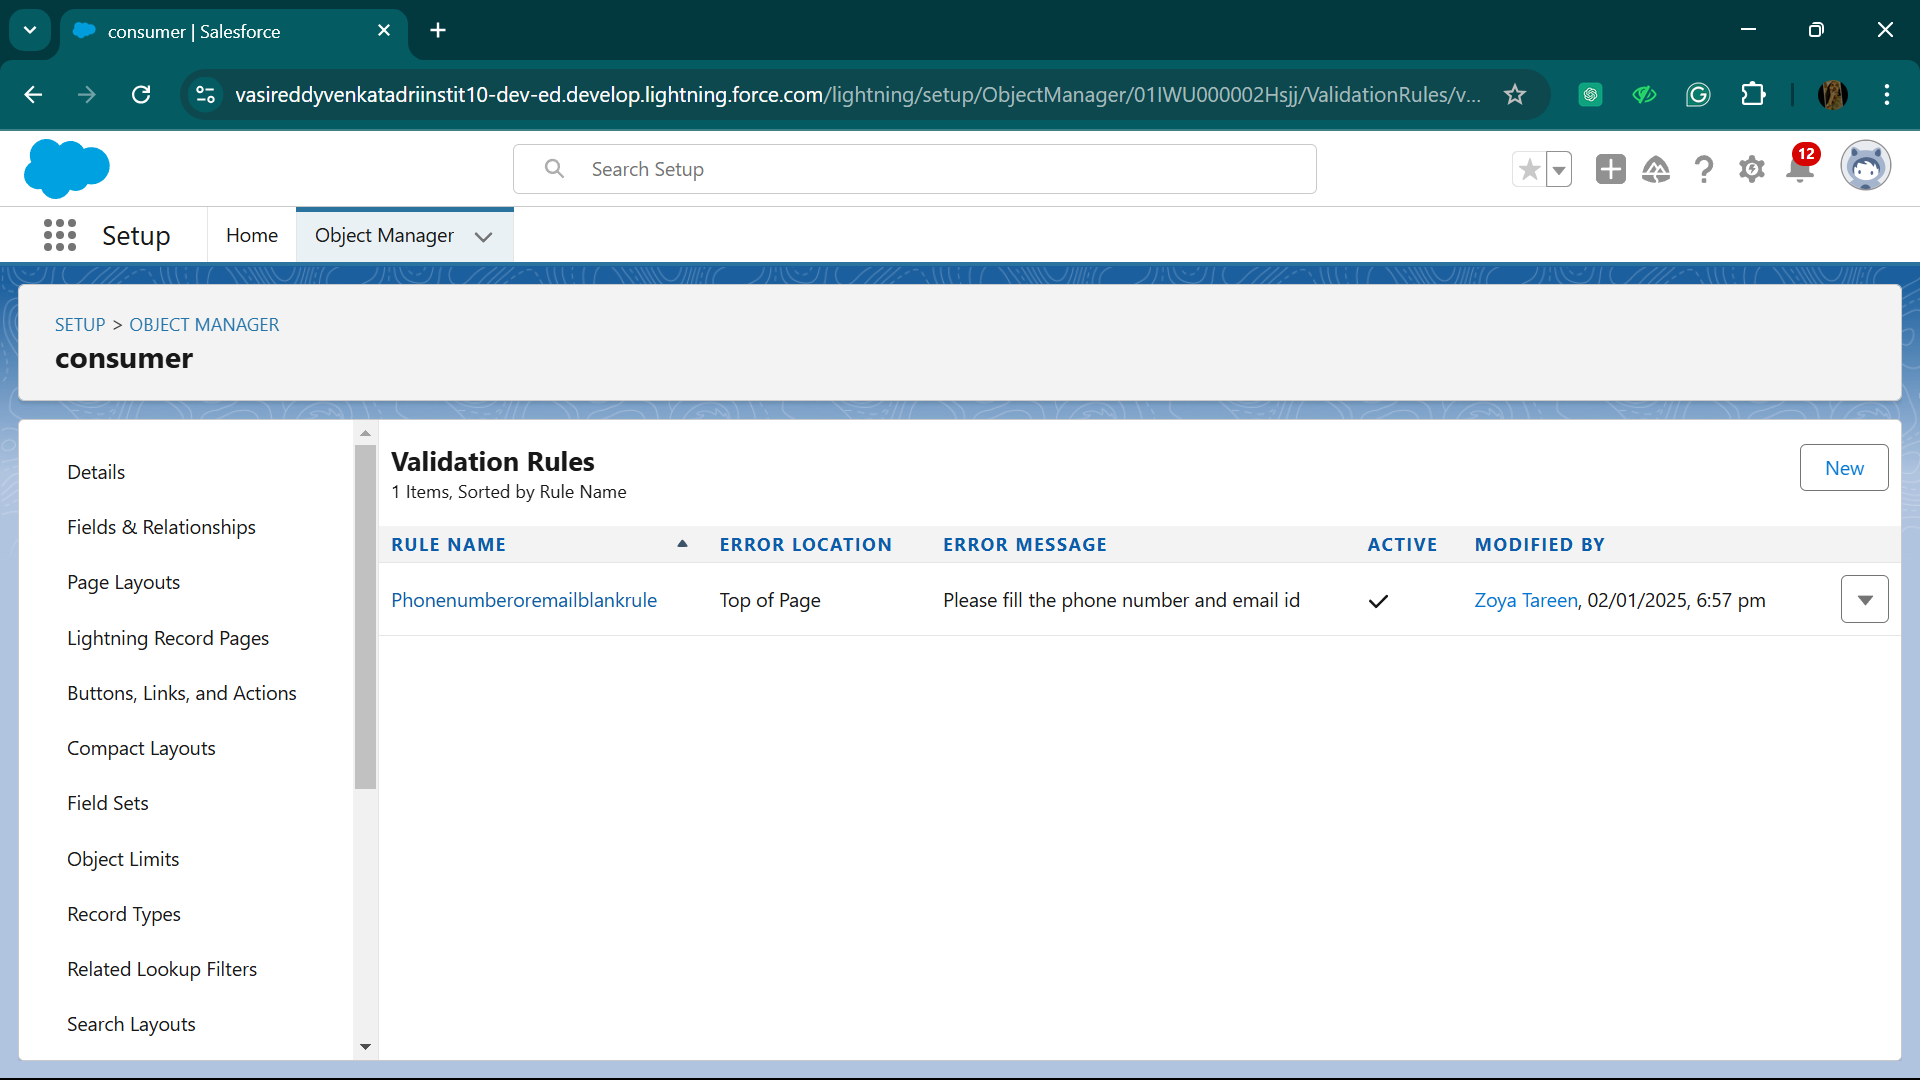 consumer | Salesforce
vasireddyvenkatadriinstit10-dev-ed.develop.lightning.force.com/lightning/setup/ObjectManager/01IWU000002Hsjj/ValidationRules/v...
Search Setup
12
Setup
Home
Object Manager
SETUP > OBJECT MANAGER
consumer
Details
Fields & Relationships
Page Layouts
Lightning Record Pages
Buttons, Links, and Actions
Compact Layouts
Field Sets
Object Limits
Record Types
Related Lookup Filters
Search Layouts
Validation Rules
1 Items, Sorted by Rule Name
New
RULE NAME ERROR LOCATION ERROR MESSAGE ACTIVE MODIFIED BY
Phonenumberoremailblankrule Top of Page Please fill the phone number and email id Zoya Tareen, 02/01/2025, 6:57 pm